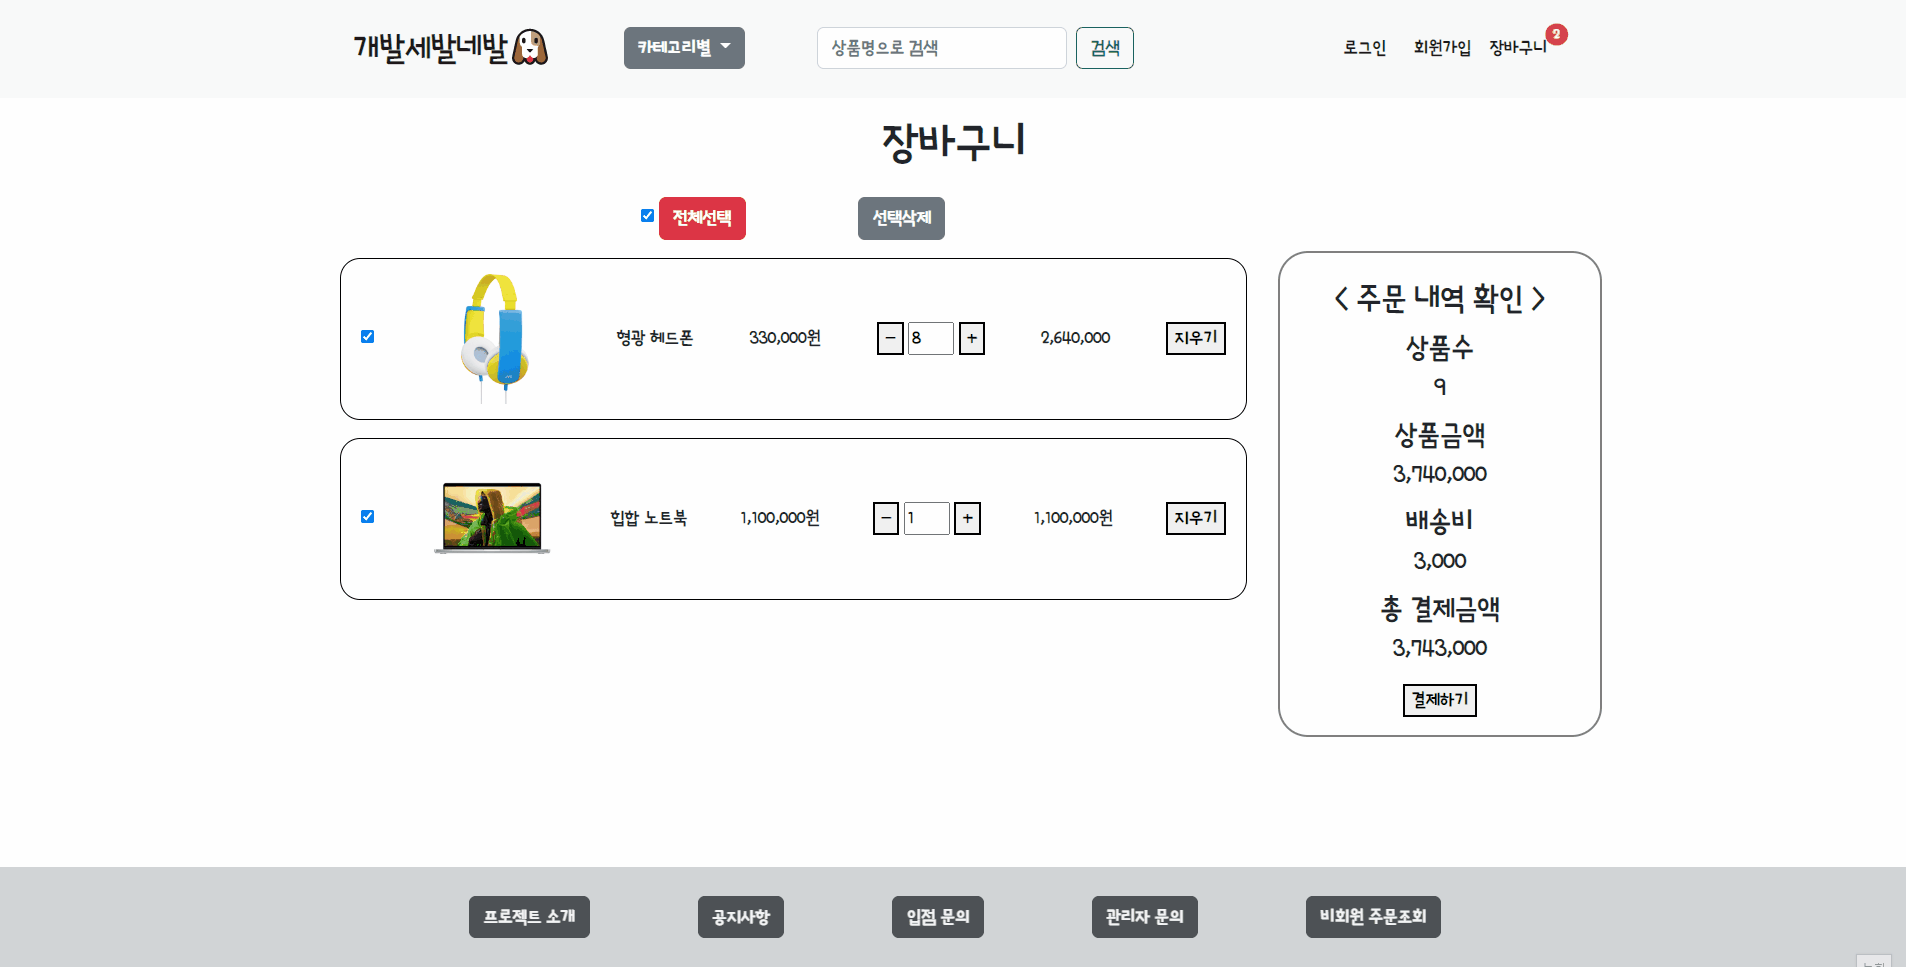 개발세발네발
카테고리별
상품명으로 검색
검색
로그인
회원가입
장바구니
2
장바구니
전체선택
선택삭제
형광 헤드폰 330,000원 - 8 + 2,640,000 지우기
힙합 노트북 1,100,000원 - 1 + 1,100,000원 지우기
< 주문 내역 확인 >
상품수
9
상품금액
3,740,000
배송비
3,000
총 결제금액
3,743,000
결제하기
프로젝트 소개
공지사항
입점 문의
관리자 문의
비회원 주문조회